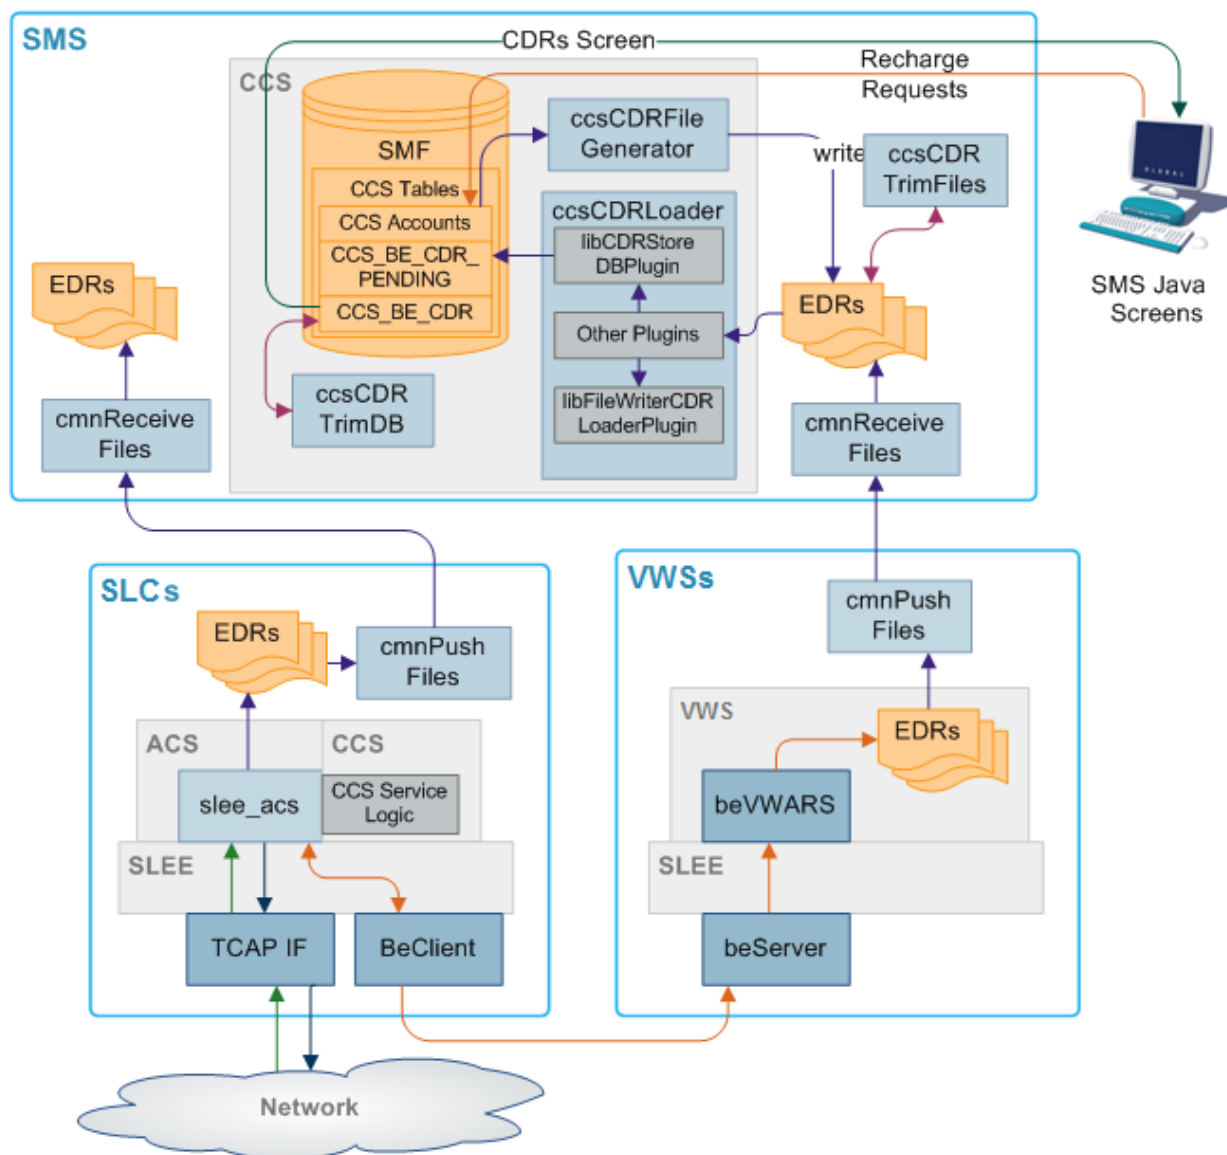 SMS
CDRs Screen
CCS
Recharge
Requests
SMF
CCS Tables
CCS Accounts
CCS_BE_CDR_
PENDING
CCS_BE_CDR
ccsCDRFile
Generator
write
ccsCDR
TrimFiles
GLOBAL
SMS Java
Screens
ccsCDRLoader
libCDRStore
DBPlugin
Other Plugins
libFileWriterCDR
LoaderPlugin
EDRs
EDRs
ccsCDR
TrimDB
cmnReceive
Files
cmnReceive
Files
SLCs
EDRs
cmnPush
Files
ACS
CCS
slee_acs
CCS Service
Logic
SLEE
TCAP IF
BeClient
VWSs
cmnPush
Files
VWS
EDRs
beVWARS
SLEE
beServer
Network